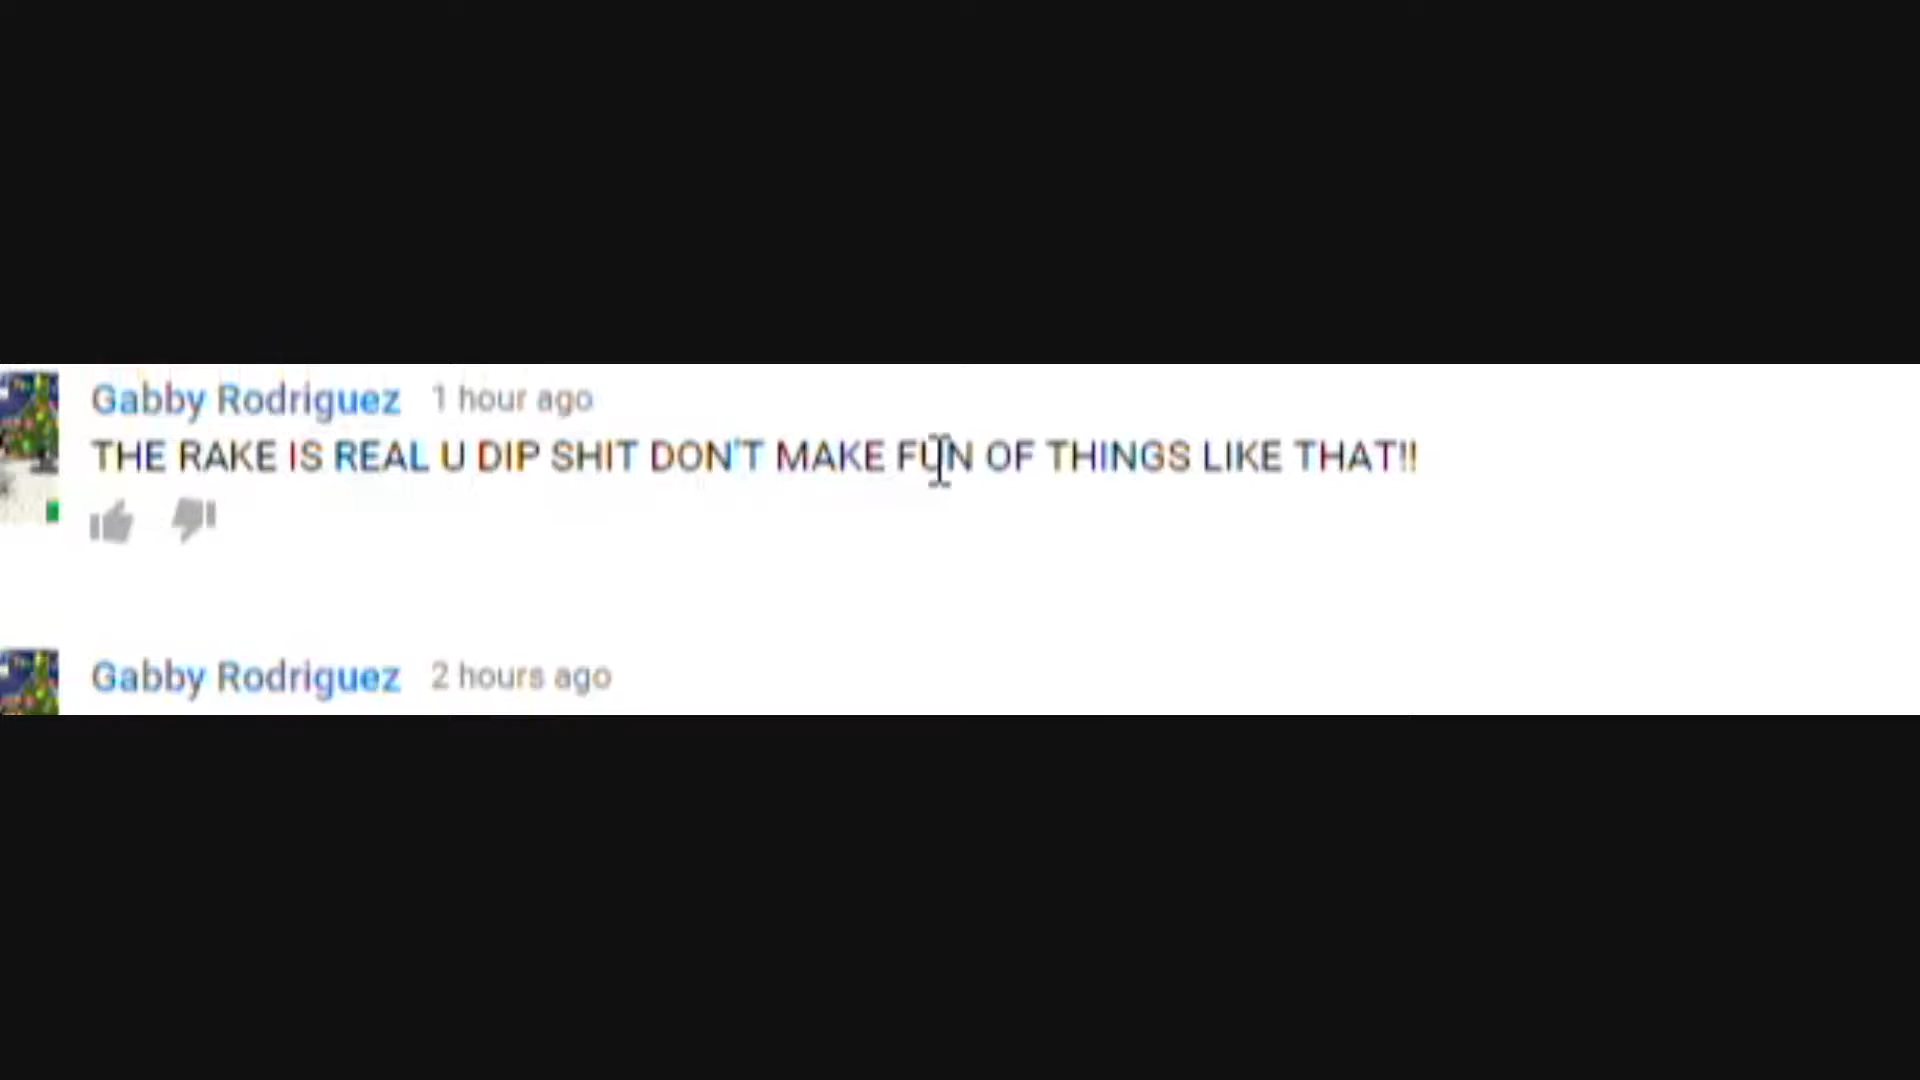 Gabby Rodriguez 1 hour ago
THE RAKE IS REAL U DIP SHIT DON'T MAKE FUN OF THINGS LIKE THAT!!
Gabby Rodriguez 2 hours ago